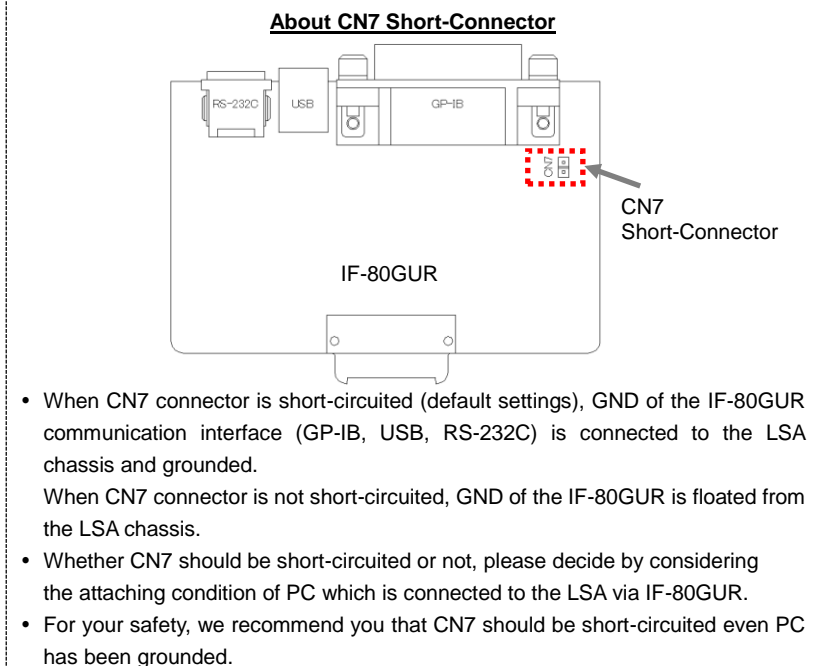 About CN7 Short-Connector
RS-232C
USB
GP-IB
CN7
CN7
Short-Connector
IF-80GUR
• When CN7 connector is short-circuited (default settings), GND of the IF-80GUR
communication interface (GP-IB, USB, RS-232C) is connected to the LSA
chassis and grounded.
When CN7 connector is not short-circuited, GND of the IF-80GUR is floated from
the LSA chassis.
• Whether CN7 should be short-circuited or not, please decide by considering
the attaching condition of PC which is connected to the LSA via IF-80GUR.
• For your safety, we recommend you that CN7 should be short-circuited even PC
has been grounded.